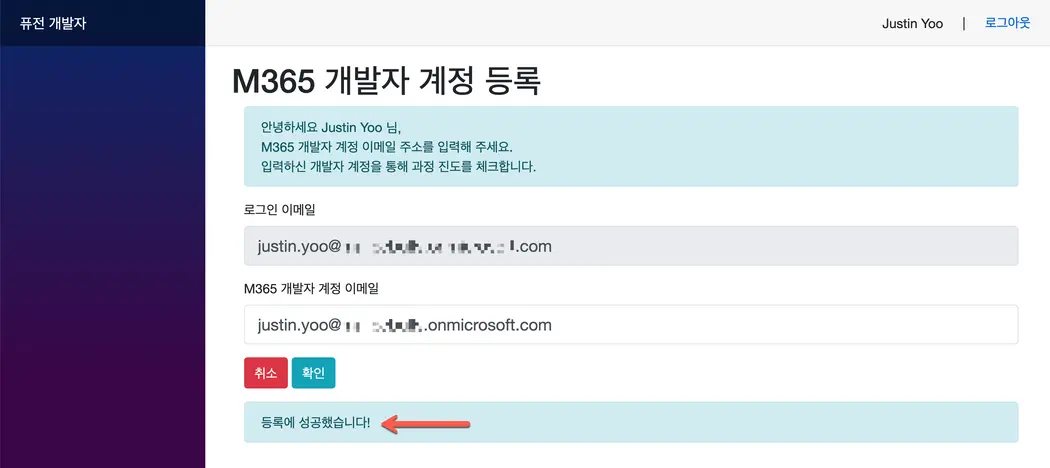 퓨전 개발자
Justin Yoo | 로그아웃
M365 개발자 계정 등록
안녕하세요 Justin Yoo 님,
M365 개발자 계정 이메일 주소를 입력해 주세요.
입력하신 개발자 계정을 통해 과정 진도를 체크합니다.
로그인 이메일
justin.yoo@ .com
M365 개발자 계정 이메일
justin.yoo@ .onmicrosoft.com
취소 확인
등록에 성공했습니다!